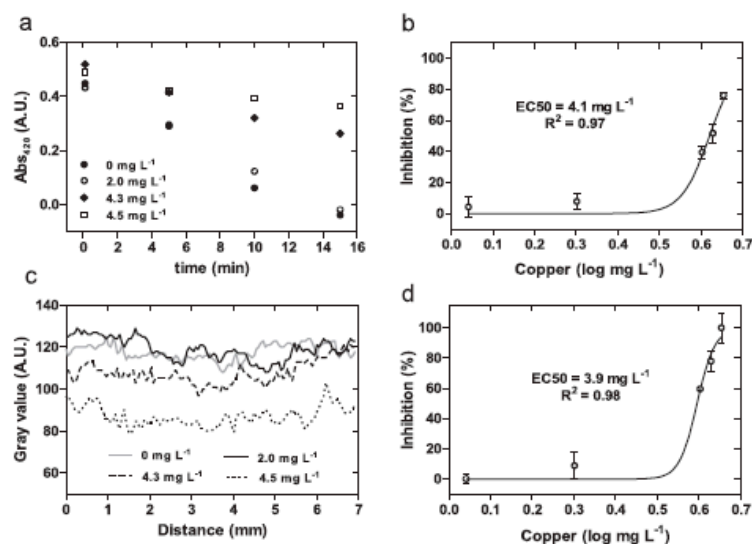 a
0.6
0.4
0.2
0.0
Abs420 (A.U.)
0 mg L-1
2.0 mg L-1
4.3 mg L-1
4.5 mg L-1
0 2 4 6 8 10 12 14 16
time (min)
b
100
80
60
40
20
0
Inhibition (%)
EC50 = 4.1 mg L-1
R2 = 0.97
0.0 0.1 0.2 0.3 0.4 0.5 0.6 0.7
Copper (log mg L-1)
c
140
120
100
80
60
Gray value (A.U.)
0 mg L-1 2.0 mg L-1
4.3 mg L-1 4.5 mg L-1
0 1 2 3 4 5 6 7
Distance (mm)
d
100
80
60
40
20
0
Inhibition (%)
EC50 = 3.9 mg L-1
R2 = 0.98
0.0 0.1 0.2 0.3 0.4 0.5 0.6 0.7
Copper (log mg L-1)